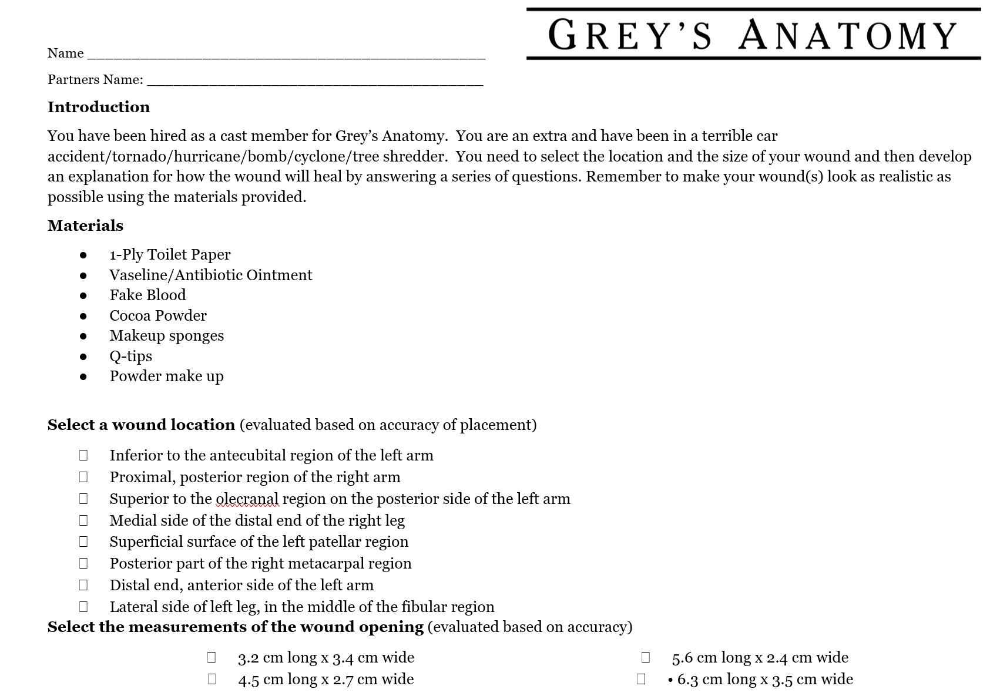 GREY'S ANATOMY
Name _____________________________________________
Partners Name: ______________________________________
Introduction
You have been hired as a cast member for Grey’s Anatomy.  You are an extra and have been in a terrible car
accident/tornado/hurricane/bomb/cyclone/tree shredder.  You need to select the location and the size of your wound and then develop
an explanation for how the wound will heal by answering a series of questions. Remember to make your wound(s) look as realistic as
possible using the materials provided.
Materials
● 1-Ply Toilet Paper
● Vaseline/Antibiotic Ointment
● Fake Blood
● Cocoa Powder
● Makeup sponges
● Q-tips
● Powder make up
Select a wound location (evaluated based on accuracy of placement)
☐ Inferior to the antecubital region of the left arm
☐ Proximal, posterior region of the right arm
☐ Superior to the olecranal region on the posterior side of the left arm
☐ Medial side of the distal end of the right leg
☐ Superficial surface of the left patellar region
☐ Posterior part of the right metacarpal region
☐ Distal end, anterior side of the left arm
☐ Lateral side of left leg, in the middle of the fibular region
Select the measurements of the wound opening (evaluated based on accuracy)
☐ 3.2 cm long x 3.4 cm wide
☐ 4.5 cm long x 2.7 cm wide
☐ 5.6 cm long x 2.4 cm wide
☐ • 6.3 cm long x 3.5 cm wide